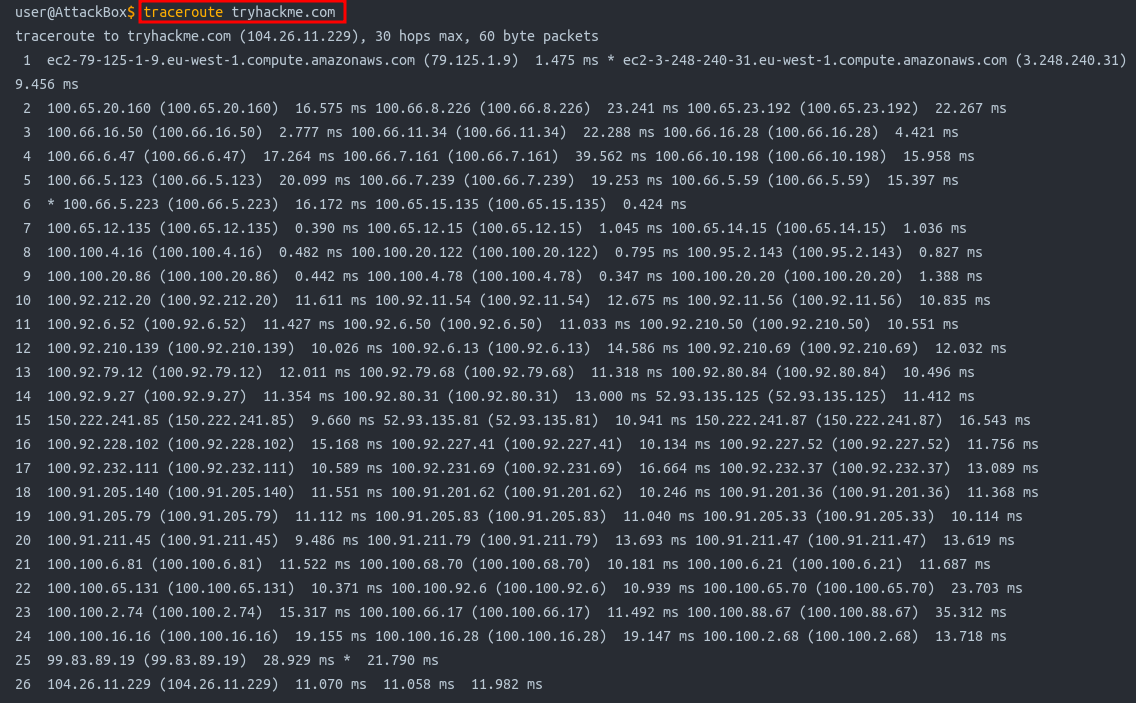 user@AttackBox$ traceroute tryhackme.com
traceroute to tryhackme.com (104.26.11.229), 30 hops max, 60 byte packets
 1  ec2-79-125-1-9.eu-west-1.compute.amazonaws.com (79.125.1.9)  1.475 ms * ec2-3-248-240-31.eu-west-1.compute.amazonaws.com (3.248.240.31)
9.456 ms
 2  100.65.20.160 (100.65.20.160)  16.575 ms 100.66.8.226 (100.66.8.226)  23.241 ms 100.65.23.192 (100.65.23.192)  22.267 ms
 3  100.66.16.50 (100.66.16.50)  2.777 ms 100.66.11.34 (100.66.11.34)  22.288 ms 100.66.16.28 (100.66.16.28)  4.421 ms
 4  100.66.6.47 (100.66.6.47)  17.264 ms 100.66.7.161 (100.66.7.161)  39.562 ms 100.66.10.198 (100.66.10.198)  15.958 ms
 5  100.66.5.123 (100.66.5.123)  20.099 ms 100.66.7.239 (100.66.7.239)  19.253 ms 100.66.5.59 (100.66.5.59)  15.397 ms
 6  * 100.66.5.223 (100.66.5.223)  16.172 ms 100.65.15.135 (100.65.15.135)  0.424 ms
 7  100.65.12.135 (100.65.12.135)  0.390 ms 100.65.12.15 (100.65.12.15)  1.045 ms 100.65.14.15 (100.65.14.15)  1.036 ms
 8  100.100.4.16 (100.100.4.16)  0.482 ms 100.100.20.122 (100.100.20.122)  0.795 ms 100.95.2.143 (100.95.2.143)  0.827 ms
 9  100.100.20.86 (100.100.20.86)  0.442 ms 100.100.4.78 (100.100.4.78)  0.347 ms 100.100.20.20 (100.100.20.20)  1.388 ms
10  100.92.212.20 (100.92.212.20)  11.611 ms 100.92.11.54 (100.92.11.54)  12.675 ms 100.92.11.56 (100.92.11.56)  10.835 ms
11  100.92.6.52 (100.92.6.52)  11.427 ms 100.92.6.50 (100.92.6.50)  11.033 ms 100.92.210.50 (100.92.210.50)  10.551 ms
12  100.92.210.139 (100.92.210.139)  10.026 ms 100.92.6.13 (100.92.6.13)  14.586 ms 100.92.210.69 (100.92.210.69)  12.032 ms
13  100.92.79.12 (100.92.79.12)  12.011 ms 100.92.79.68 (100.92.79.68)  11.318 ms 100.92.80.84 (100.92.80.84)  10.496 ms
14  100.92.9.27 (100.92.9.27)  11.354 ms 100.92.80.31 (100.92.80.31)  13.000 ms 52.93.135.125 (52.93.135.125)  11.412 ms
15  150.222.241.85 (150.222.241.85)  9.660 ms 52.93.135.81 (52.93.135.81)  10.941 ms 150.222.241.87 (150.222.241.87)  16.543 ms
16  100.92.228.102 (100.92.228.102)  15.168 ms 100.92.227.41 (100.92.227.41)  10.134 ms 100.92.227.52 (100.92.227.52)  11.756 ms
17  100.92.232.111 (100.92.232.111)  10.589 ms 100.92.231.69 (100.92.231.69)  16.664 ms 100.92.232.37 (100.92.232.37)  13.089 ms
18  100.91.205.140 (100.91.205.140)  11.551 ms 100.91.201.62 (100.91.201.62)  10.246 ms 100.91.201.36 (100.91.201.36)  11.368 ms
19  100.91.205.79 (100.91.205.79)  11.112 ms 100.91.205.83 (100.91.205.83)  11.040 ms 100.91.205.33 (100.91.205.33)  10.114 ms
20  100.91.211.45 (100.91.211.45)  9.486 ms 100.91.211.79 (100.91.211.79)  13.693 ms 100.91.211.47 (100.91.211.47)  13.619 ms
21  100.100.6.81 (100.100.6.81)  11.522 ms 100.100.68.70 (100.100.68.70)  10.181 ms 100.100.6.21 (100.100.6.21)  11.687 ms
22  100.100.65.131 (100.100.65.131)  10.371 ms 100.100.92.6 (100.100.92.6)  10.939 ms 100.100.65.70 (100.100.65.70)  23.703 ms
23  100.100.2.74 (100.100.2.74)  15.317 ms 100.100.66.17 (100.100.66.17)  11.492 ms 100.100.88.67 (100.100.88.67)  35.312 ms
24  100.100.16.16 (100.100.16.16)  19.155 ms 100.100.16.28 (100.100.16.28)  19.147 ms 100.100.2.68 (100.100.2.68)  13.718 ms
25  99.83.89.19 (99.83.89.19)  28.929 ms *  21.790 ms
26  104.26.11.229 (104.26.11.229)  11.070 ms  11.058 ms  11.982 ms